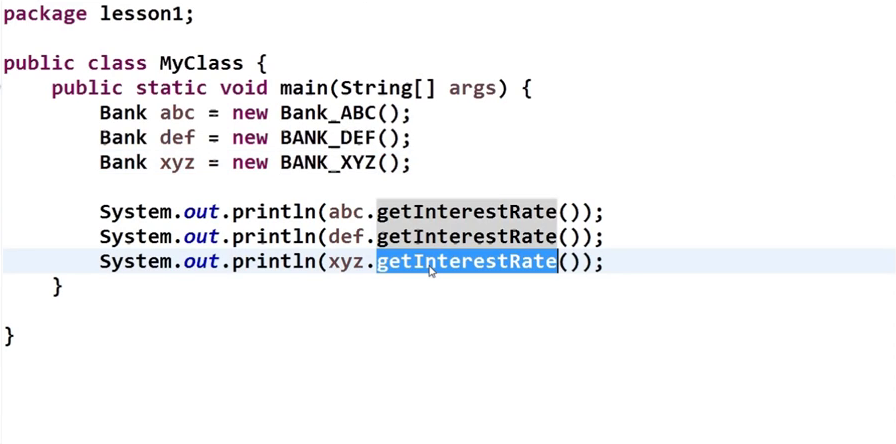 package lesson1;
public class MyClass {
public static void main(String[] args) {
Bank abc = new Bank_ABC();
Bank def = new BANK_DEF();
Bank xyz = new BANK_XYZ();
System.out.println(abc.getInterestRate());
System.out.println(def.getInterestRate());
System.out.println(xyz.getInterestRate());
}
}